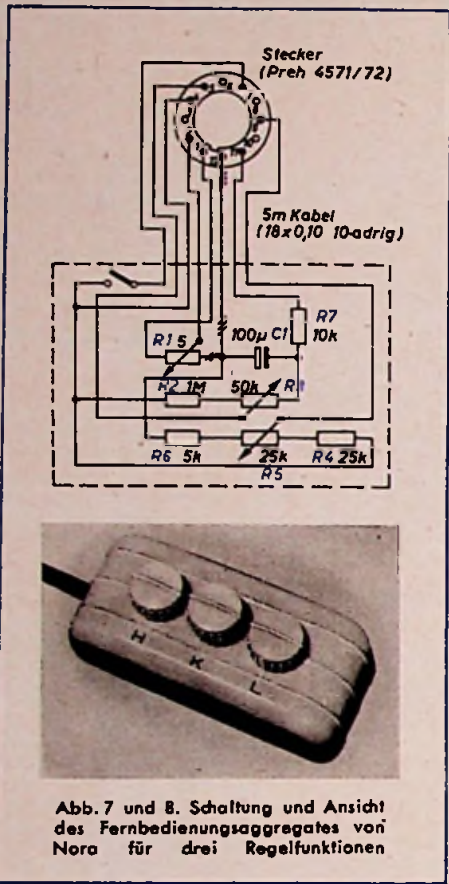 Stecker
(Preh 4571/72)
5m Kabel
(18x0,10 10-adrig)
R1 5
100µ C1
R7
10k
R2 1M
50k
R6 5k
25k
R4 25k
R5
H
K
L
Abb. 7 und 8. Schaltung und Ansicht
des Fernbedienungsaggregates von
Nora für drei Regelfunktionen